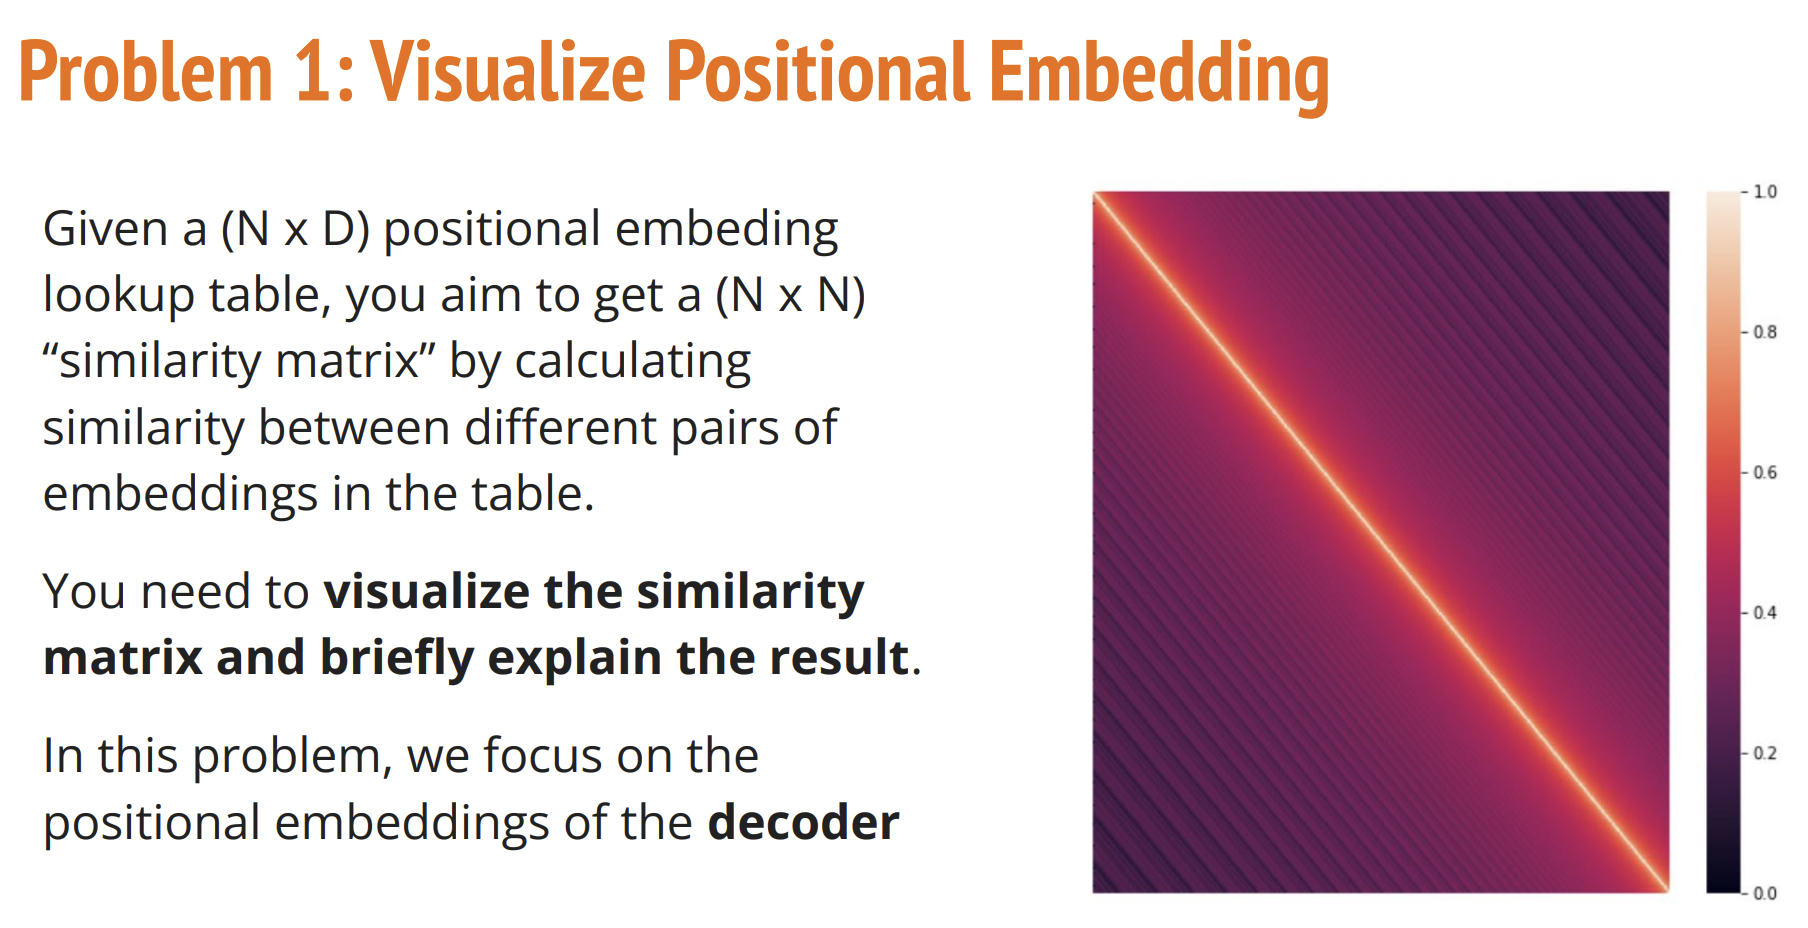 Problem 1: Visualize Positional Embedding
Given a (N x D) positional embeding
lookup table, you aim to get a (N x N)
“similarity matrix” by calculating
similarity between different pairs of
embeddings in the table.
You need to visualize the similarity
matrix and briefly explain the result.
In this problem, we focus on the
positional embeddings of the decoder
1.0
0.8
0.6
0.4
0.2
0.0